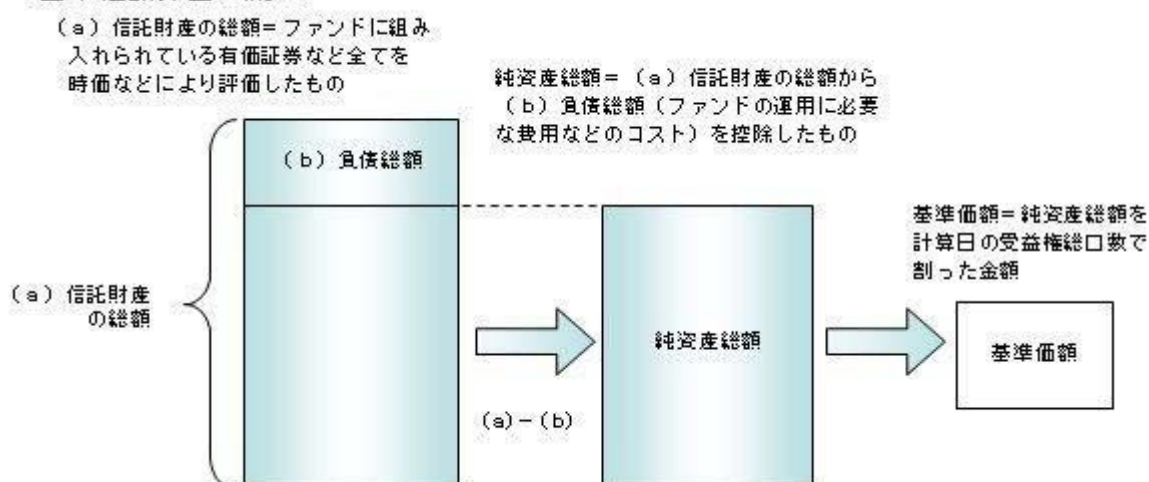 (a)信託財産の総額=ファンドに組み
入れられている有価証券など全てを
時価などにより評価したもの
純資産総額=(a)信託財産の総額から
(b)負債総額(ファンドの運用に必要
な費用などのコスト)を控除したもの
(b)負債総額
基準価額=純資産総額を
計算日の受益権総口数で
割った金額
(a)信託財産
の総額
純資産総額
基準価額
(a)-(b)